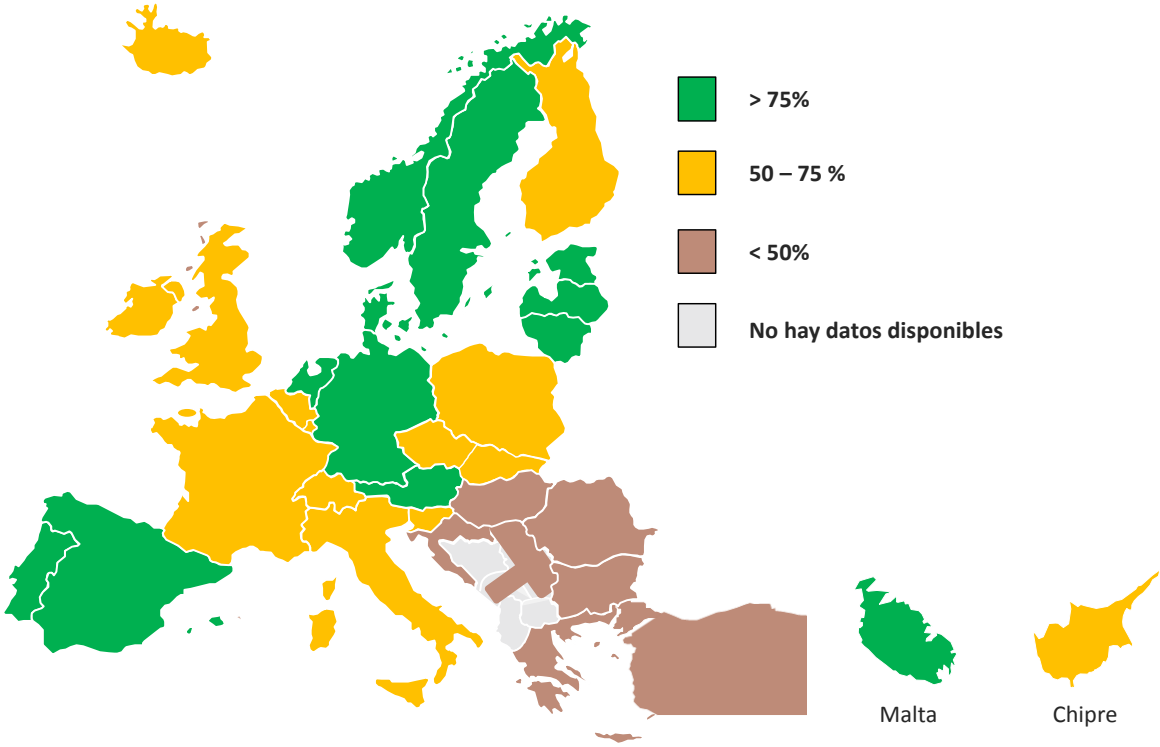 > 75%
50 – 75 %
< 50%
No hay datos disponibles
Malta
Chipre